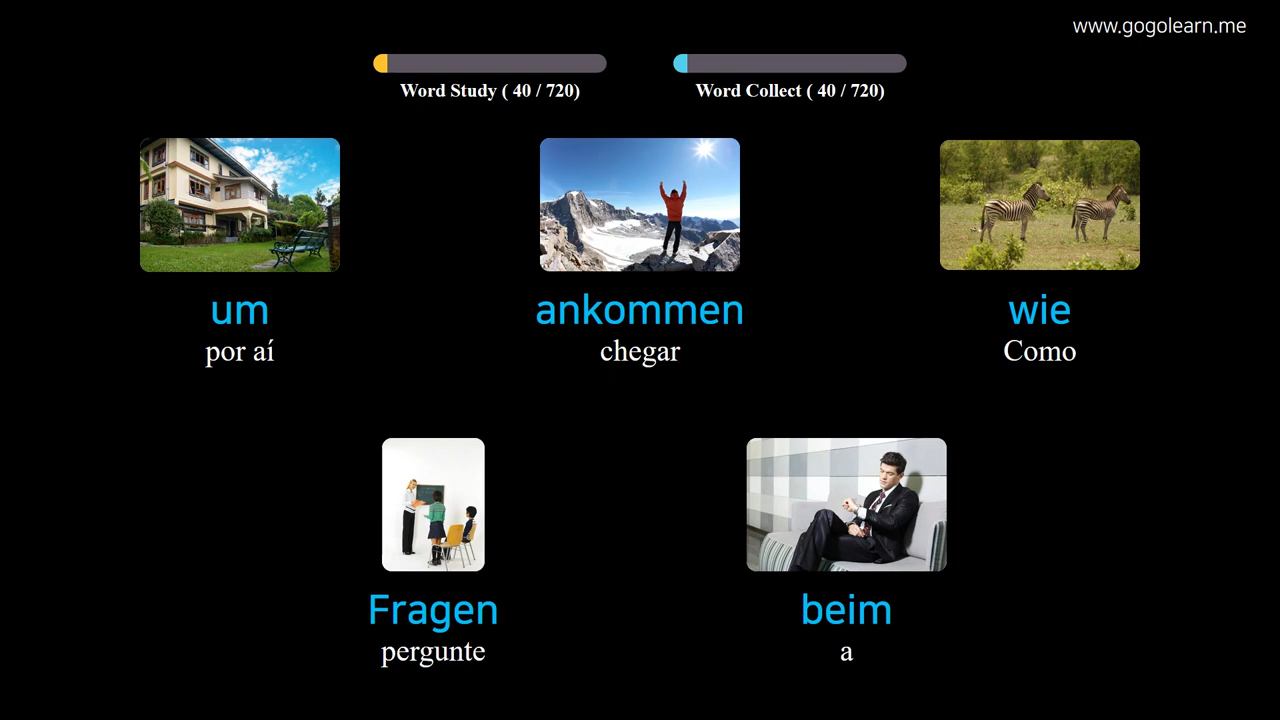 www.gogolearn.me
Word Study ( 40 / 720)
Word Collect ( 40 / 720)
um
por aí
ankommen
chegar
wie
Como
Fragen
pergunte
beim
a